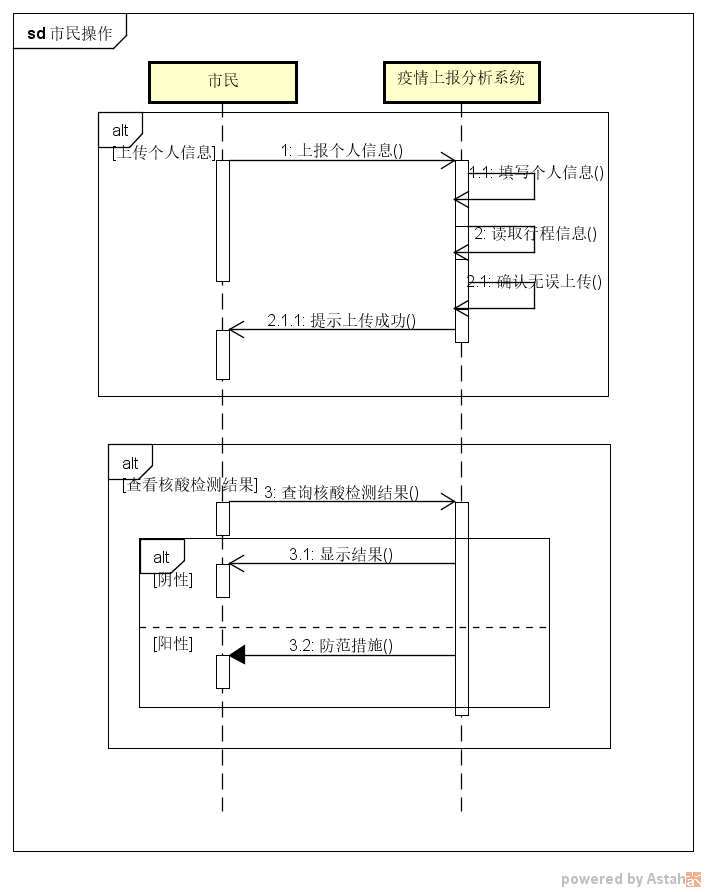 sd 市民操作
市民
疫情上报分析系统
alt
[上传个人信息]
1: 上报个人信息()
1.1: 填写个人信息()
2: 读取行程信息()
2.1: 确认无误上传()
2.1.1: 提示上传成功()
alt
[查看核酸检测结果]
3: 查询核酸检测结果()
alt
3.1: 显示结果()
[阴性]
[阳性]
3.2: 防范措施()
powered by Astah